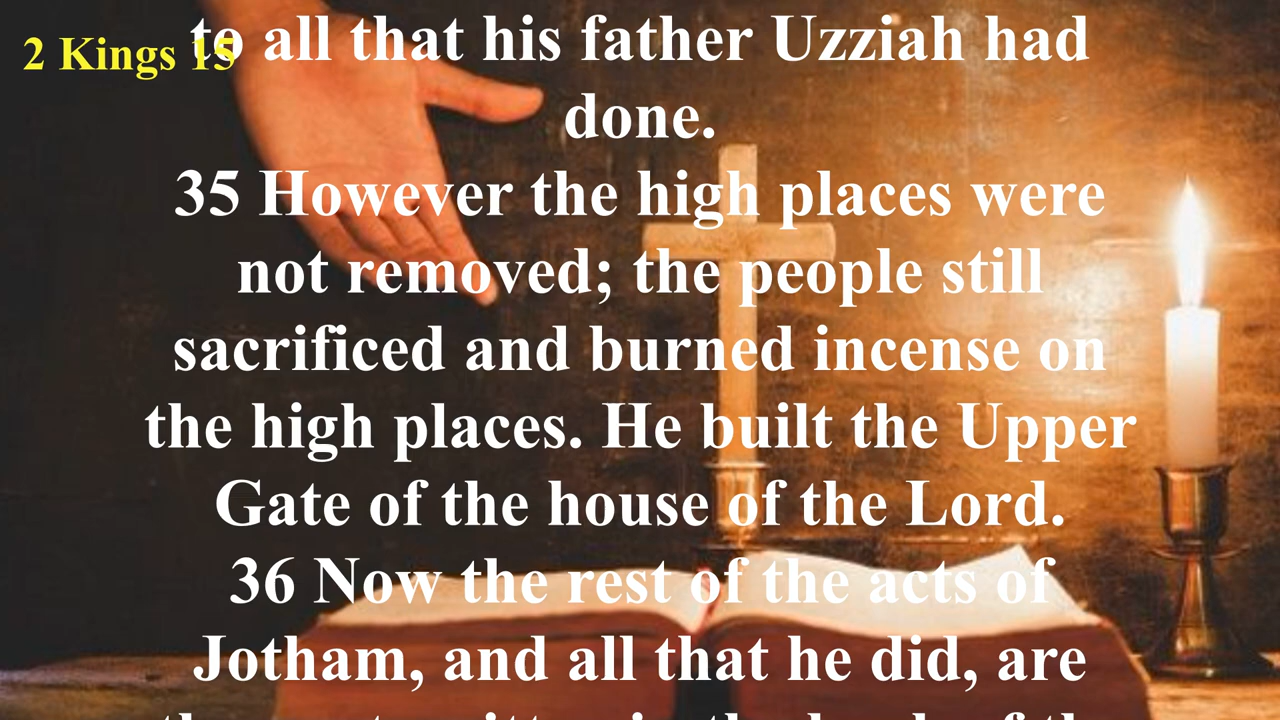 2 Kings 15
to all that his father Uzziah had
done.
35 However the high places were
not removed; the people still
sacrificed and burned incense on
the high places. He built the Upper
Gate of the house of the Lord.
36 Now the rest of the acts of
Jotham, and all that he did, are